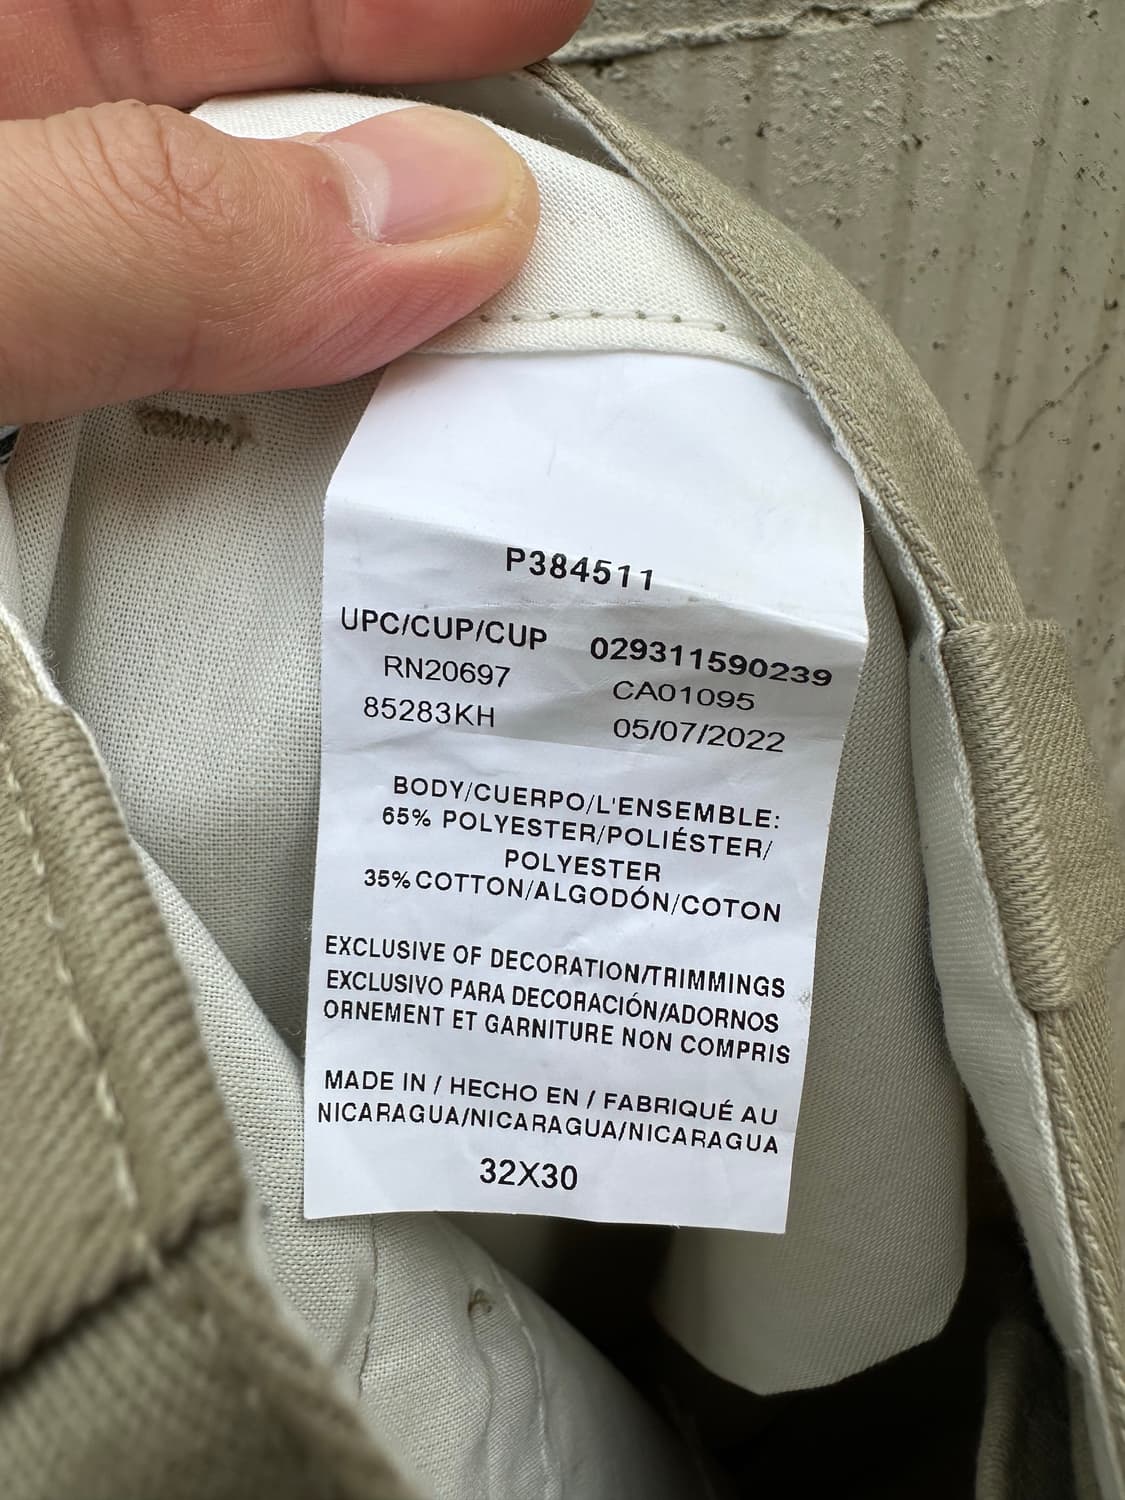 P384511
UPC/CUP/CUP 029311590239
RN20697 CA01095
85283KH 05/07/2022
BODY/CUERPO/L'ENSEMBLE:
65% POLYESTER/POLIÉSTER/
POLYESTER
35% COTTON/ALGODÓN/COTON
EXCLUSIVE OF DECORATION/TRIMMINGS
EXCLUSIVO PARA DECORACIÓN/ADORNOS
ORNEMENT ET GARNITURE NON COMPRIS
MADE IN / HECHO EN / FABRIQUÉ AU
NICARAGUA/NICARAGUA/NICARAGUA
32X30